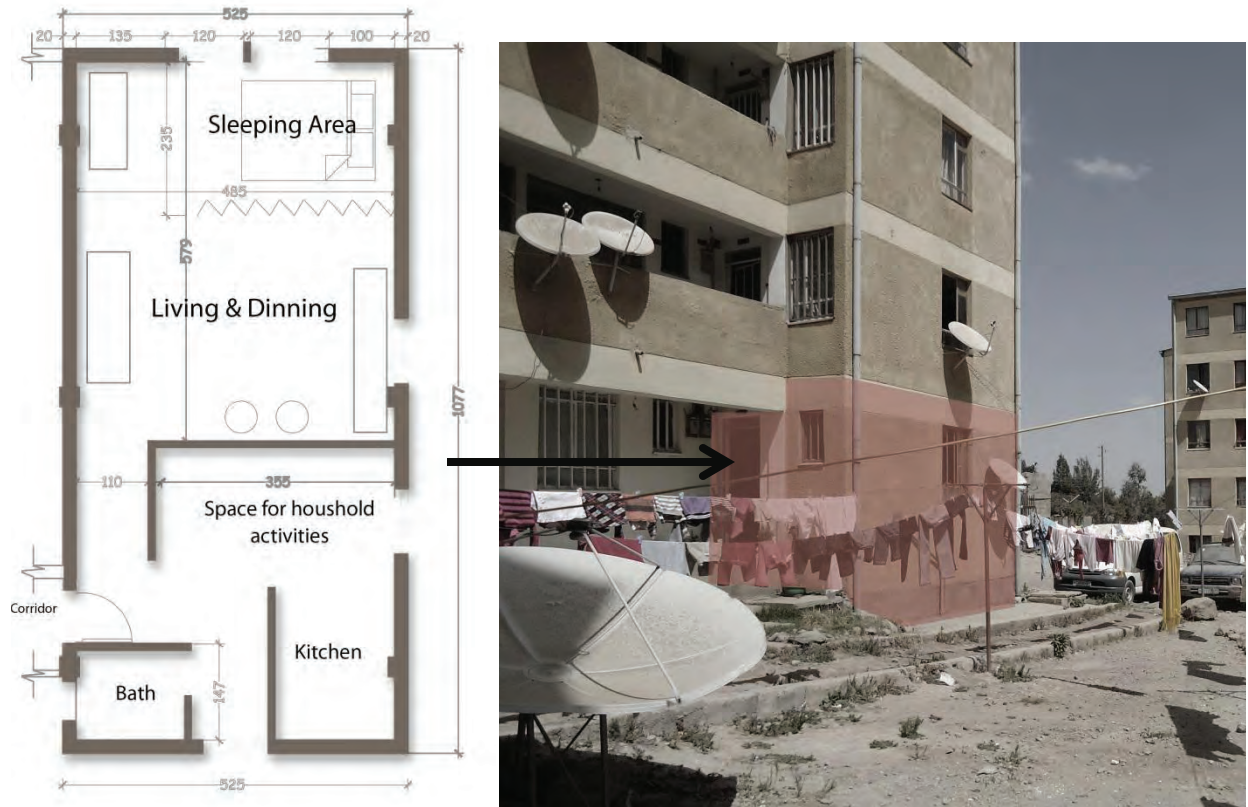 525
20 135 120 120 100 20
Sleeping Area
235
485
579
Living & Dinning
1077
110 355
Space for houshold
activities
Corridor
Kitchen
Bath
147
525